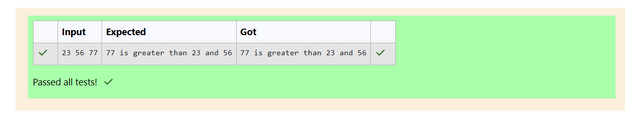 Input Expected Got
23 56 77 77 is greater than 23 and 56 77 is greater than 23 and 56
Passed all tests!